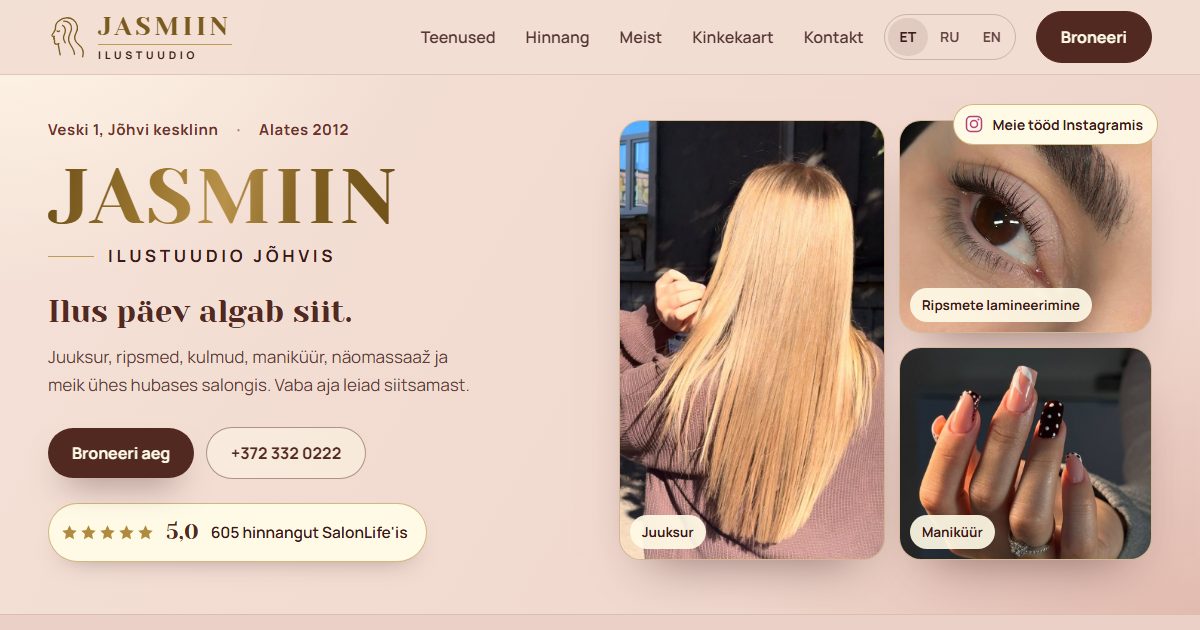 JASMIIN
ILUSTUUDIO
Teenused
Hinnang
Meist
Kinkekaart
Kontakt
ET
RU
EN
Broneeri
Veski 1, Jõhvi kesklinn · Alates 2012
JASMIIN
ILUSTUUDIO JÕHVIS
Ilus päev algab siit.
Juuksur, ripsmed, kulmud, maniküür, näomassaaž ja
meik ühes hubases salongis. Vaba aja leiad siitsamast.
Broneeri aeg
+372 332 0222
5,0 605 hinnangut SalonLife'is
Meie tööd Instagramis
Ripsmete lamineerimine
Juuksur
Maniküür